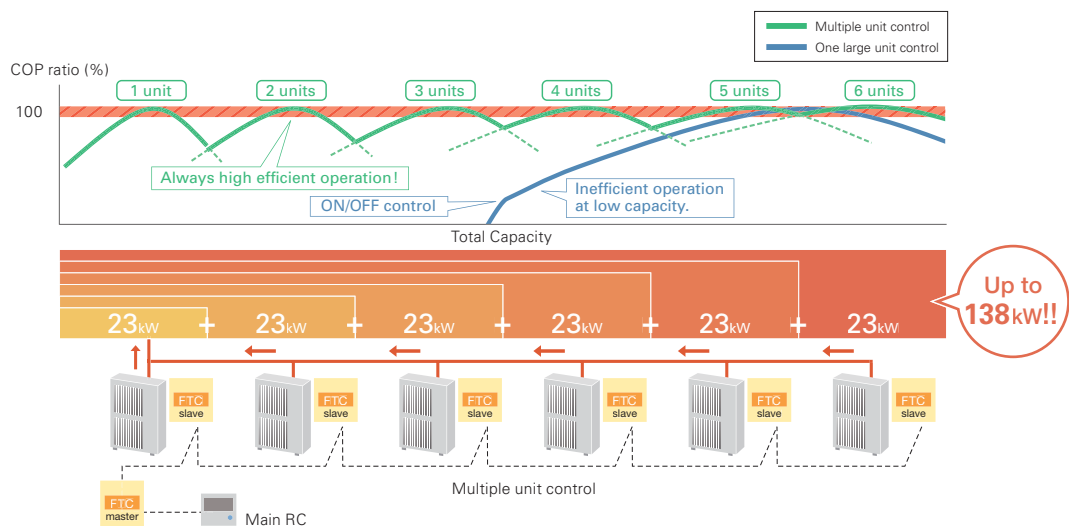 Multiple unit control
One large unit control
COP ratio (%)
1 unit
2 units
3 units
4 units
5 units
6 units
100
Always high efficient operation!
ON/OFF control
Inefficient operation
at low capacity.
Total Capacity
Up to
138kW!!
23kW + 23kW + 23kW + 23kW + 23kW + 23kW
FTC
slave
FTC
slave
FTC
slave
FTC
slave
FTC
slave
FTC
slave
Multiple unit control
FTC
master
Main RC